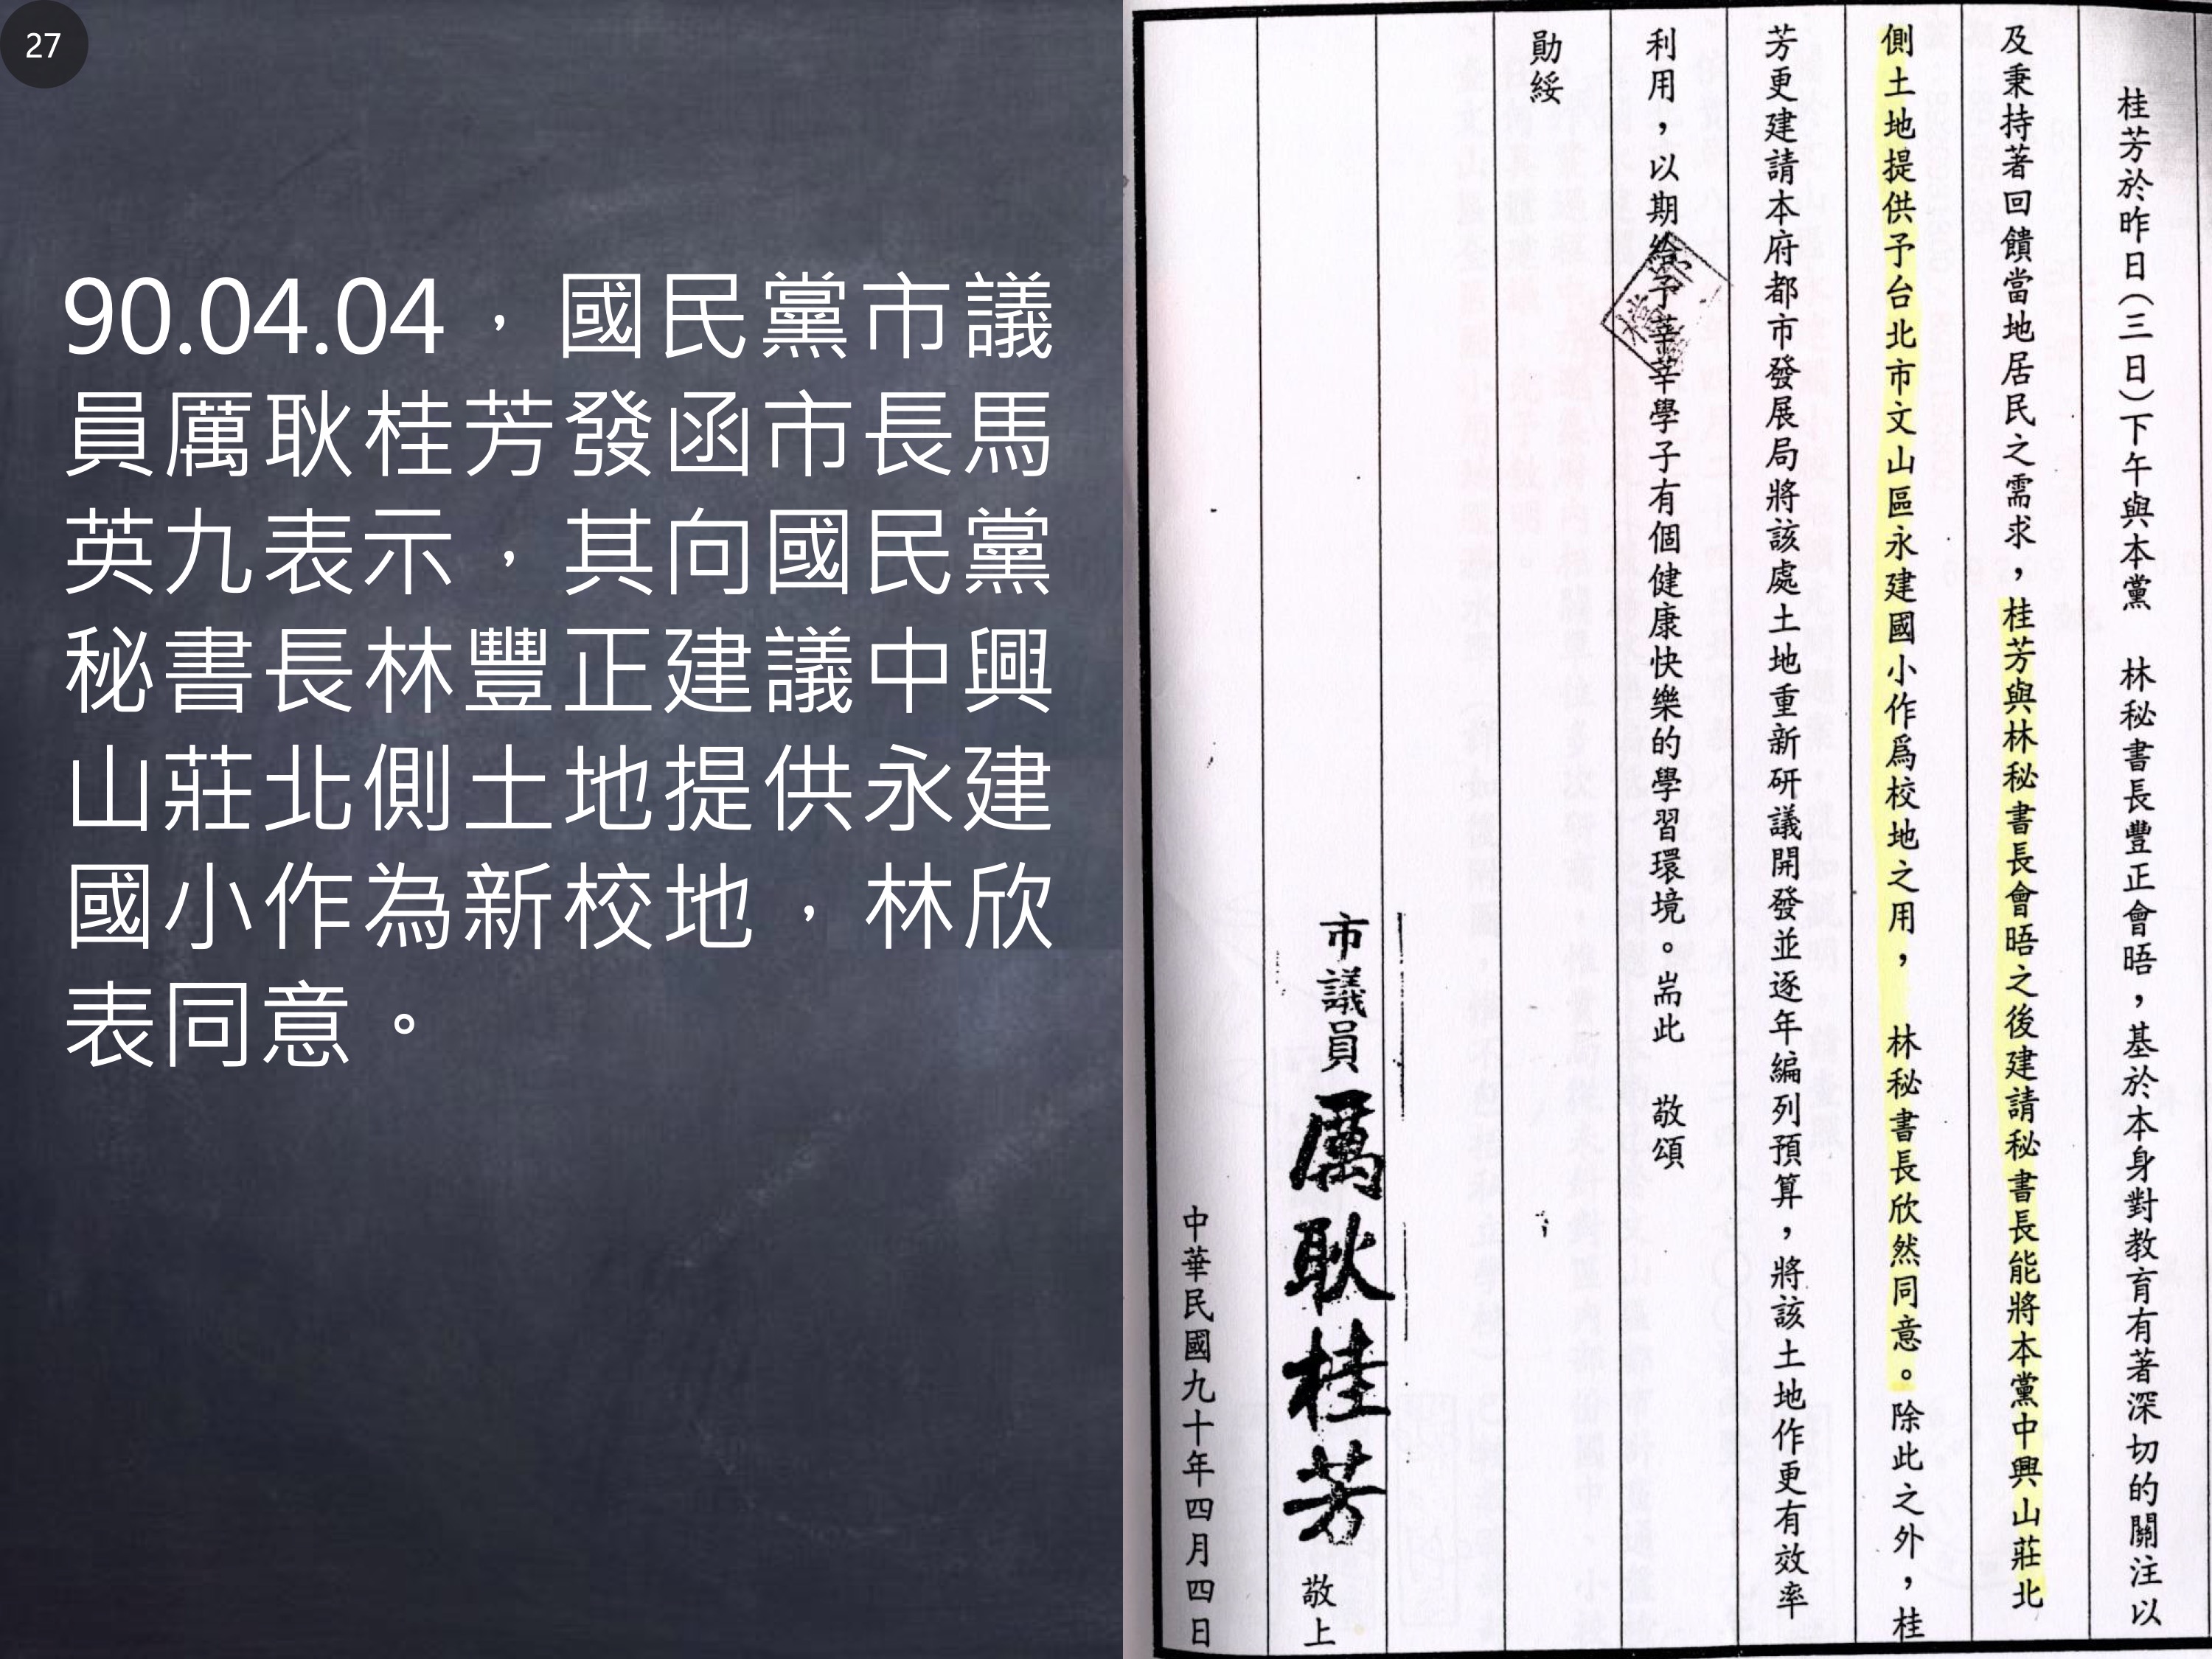 27
90.04.04，國民黨市議
員厲耿桂芳發函市長馬
英九表示，其向國民黨
秘書長林豐正建議中興
山莊北側土地提供永建
國小作為新校地，林欣
表同意。
桂芳於昨日（三日）下午與本黨　林秘書長豐正會晤，基於本身對教育有著深切的關注以
及秉持著回饋當地居民之需求，桂芳與林秘書長會晤之後建請秘書長能將本黨中興山莊北
側土地提供予台北市文山區永建國小作為校地之用，　林秘書長欣然同意。除此之外，桂
芳更建請本府都市發展局將該處土地重新研議開發並逐年編列預算，將該土地作更有效率
利用，以期給予莘莘學子有個健康快樂的學習環境。耑此　敬頌
勛綏
市議員厲耿桂芳　敬上
中華民國九十年四月四日